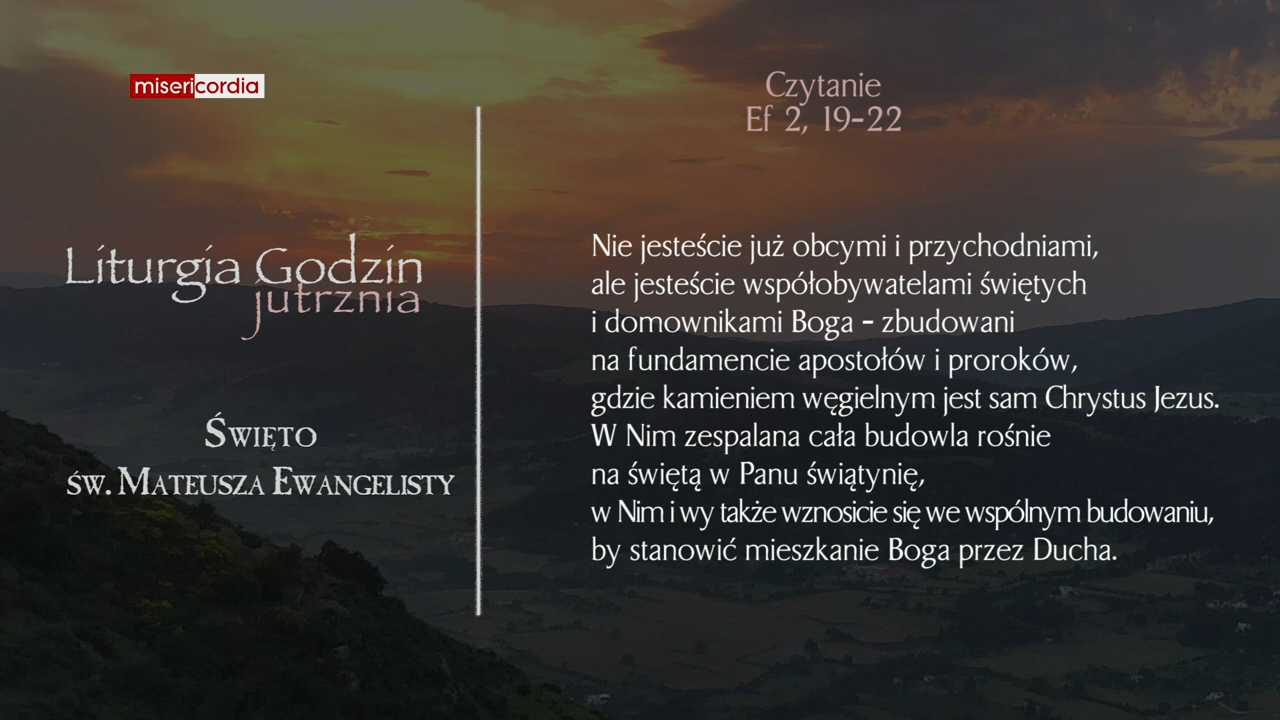 misericordia
Liturgia Godzin
jutrznia
Święto
św. Mateusza Ewangelisty
Czytanie
Ef 2, 19-22
Nie jesteście już obcymi i przychodniami,
ale jesteście współobywatelami świętych
i domownikami Boga - zbudowani
na fundamencie apostołów i proroków,
gdzie kamieniem węgielnym jest sam Chrystus Jezus.
W Nim zespalana cała budowla rośnie
na świętą w Panu świątynię,
w Nim i wy także wznosicie się we wspólnym budowaniu,
by stanowić mieszkanie Boga przez Ducha.